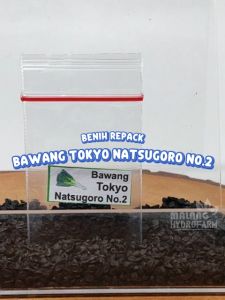 BENIH REPACK
BAWANG TOKYO NATSUGORO NO.2
Bawang
Tokyo
Natsugoro No.2
MALANG
HYDROFARM